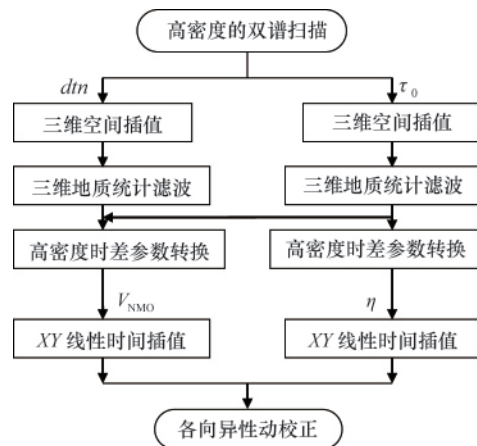 高密度的双谱扫描
dtn
τ0
三维空间插值
三维空间插值
三维地质统计滤波
三维地质统计滤波
高密度时差参数转换
高密度时差参数转换
VNMO
η
XY 线性时间插值
XY 线性时间插值
各向异性动校正